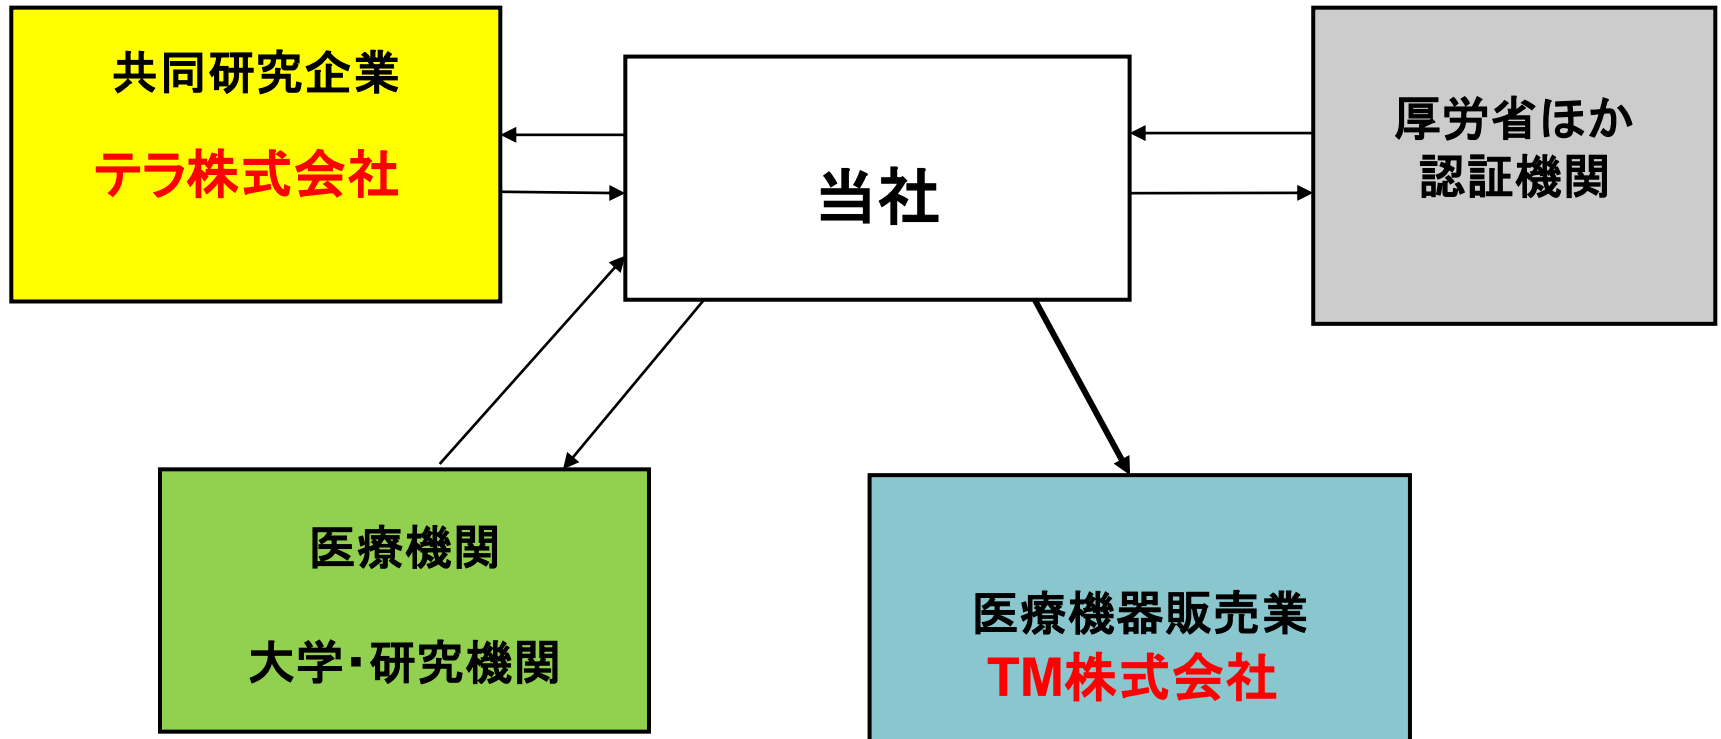 共同研究企業
テラ株式会社
当社
厚労省ほか
認証機関
医療機関
大学・研究機関
医療機器販売業
TM株式会社